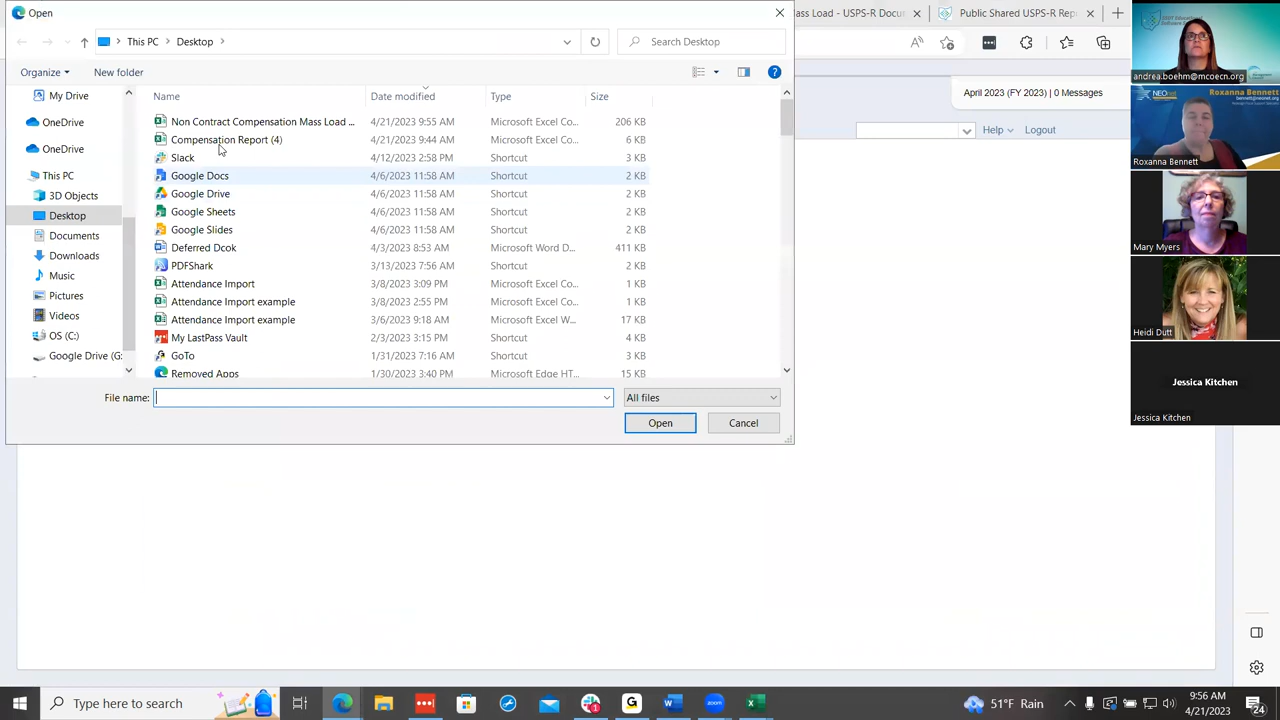 Open
This PC > Desktop >
Search Desktop
Organize
New folder
My Drive
OneDrive
OneDrive
This PC
3D Objects
Desktop
Documents
Downloads
Music
Pictures
Videos
OS (C:)
Google Drive (G:
Name Date modified Type Size
Non Contract Compensation Mass Load ... 4/21/2023 9:55 AM Microsoft Excel Co... 206 KB
Compensation Report (4) 4/21/2023 9:44 AM Microsoft Excel Co... 6 KB
Slack 4/12/2023 2:58 PM Shortcut 3 KB
Google Docs 4/6/2023 11:58 AM Shortcut 2 KB
Google Drive 4/6/2023 11:58 AM Shortcut 2 KB
Google Sheets 4/6/2023 11:58 AM Shortcut 2 KB
Google Slides 4/6/2023 11:58 AM Shortcut 2 KB
Deferred Dcok 4/3/2023 8:53 AM Microsoft Word D... 411 KB
PDFShark 3/13/2023 7:56 AM Shortcut 2 KB
Attendance Import 3/8/2023 3:09 PM Microsoft Excel Co... 1 KB
Attendance Import example 3/8/2023 2:55 PM Microsoft Excel Co... 1 KB
Attendance Import example 3/6/2023 9:18 AM Microsoft Excel W... 17 KB
My LastPass Vault 2/3/2023 3:15 PM Shortcut 4 KB
GoTo 1/31/2023 7:16 AM Shortcut 3 KB
Removed Apps 1/30/2023 3:40 PM Microsoft Edge HT... 15 KB
File name:
All files
Open
Cancel
ass Load - USPS-R Docu
Public Shared USPS-R Rep
April 2023 (FY 2023) | 0 Messages
Help
Logout
andrea.boehm@mcoecn.org
NEOnet
Roxanna Bennett
bennett@neonet.org
Roxanna Bennett
Mary Myers
Heidi Dutt
Jessica Kitchen
Jessica Kitchen
Type here to search
51°F Rain
9:56 AM
4/21/2023
24